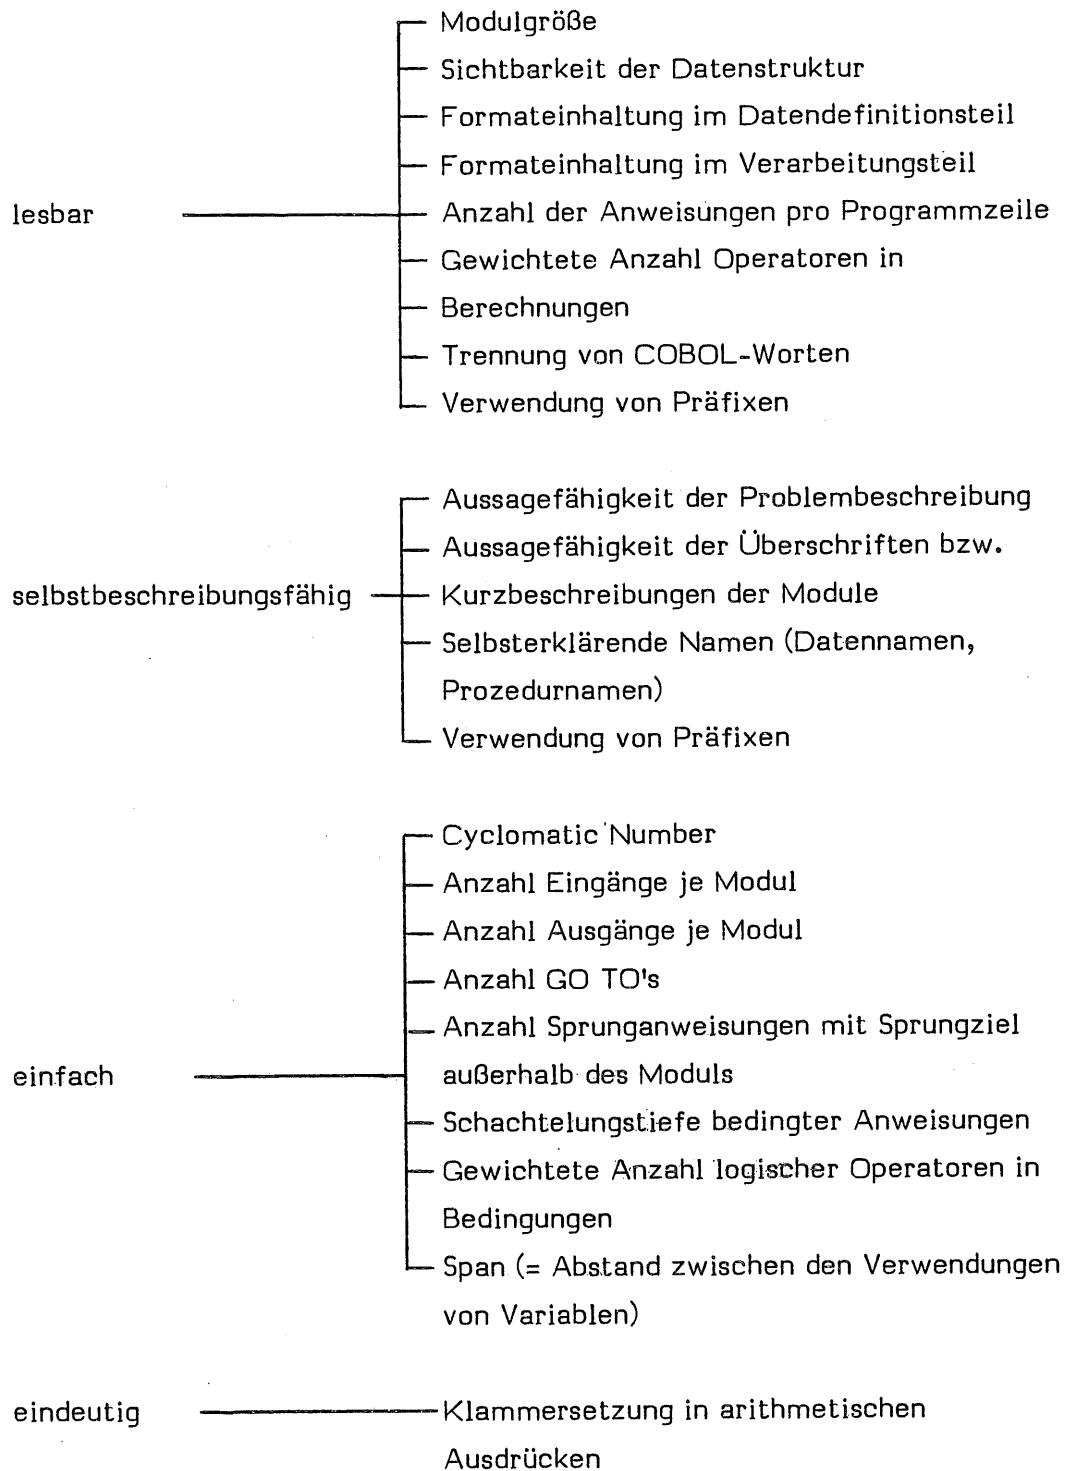 Modulgröße
Sichtbarkeit der Datenstruktur
Formateinhaltung im Datendefinitionsteil
Formateinhaltung im Verarbeitungsteil
lesbar
Anzahl der Anweisungen pro Programmzeile
Gewichtete Anzahl Operatoren in
Berechnungen
Trennung von COBOL-Worten
Verwendung von Präfixen
Aussagefähigkeit der Problembeschreibung
Aussagefähigkeit der Überschriften bzw.
selbstbeschreibungsfähig
Kurzbeschreibungen der Module
Selbsterklärende Namen (Datennamen,
Prozedurnamen)
Verwendung von Präfixen
Cyclomatic Number
Anzahl Eingänge je Modul
Anzahl Ausgänge je Modul
Anzahl GO TO's
Anzahl Sprunganweisungen mit Sprungziel
einfach
außerhalb des Moduls
Schachtelungstiefe bedingter Anweisungen
Gewichtete Anzahl logischer Operatoren in
Bedingungen
Span (= Abstand zwischen den Verwendungen
von Variablen)
eindeutig
Klammersetzung in arithmetischen
Ausdrücken